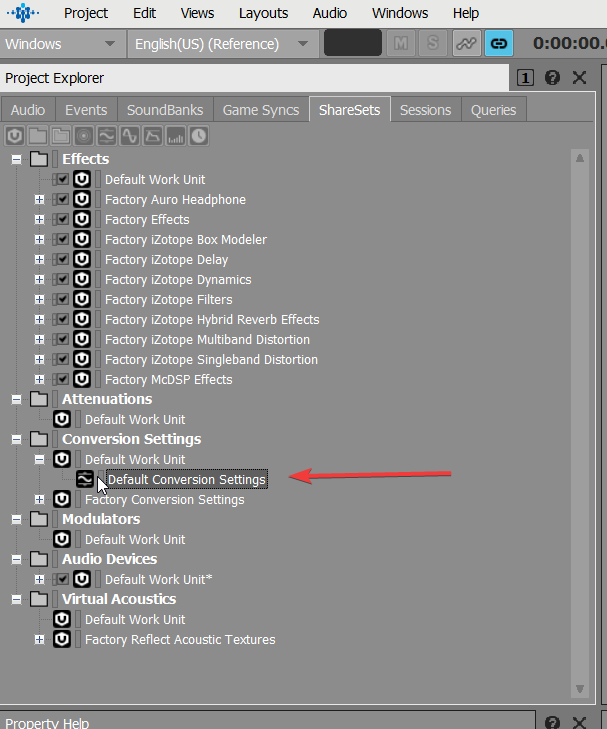 Project Edit Views Layouts Audio Windows Help
Windows English(US) (Reference) M S 0:00:00.
Project Explorer 1
Audio Events SoundBanks Game Syncs ShareSets Sessions Queries
Effects
Default Work Unit
Factory Auro Headphone
Factory Effects
Factory iZotope Box Modeler
Factory iZotope Delay
Factory iZotope Dynamics
Factory iZotope Filters
Factory iZotope Hybrid Reverb Effects
Factory iZotope Multiband Distortion
Factory iZotope Singleband Distortion
Factory McDSP Effects
Attenuations
Default Work Unit
Conversion Settings
Default Work Unit
Default Conversion Settings
Factory Conversion Settings
Modulators
Default Work Unit
Audio Devices
Default Work Unit*
Virtual Acoustics
Default Work Unit
Factory Reflect Acoustic Textures
Property Help